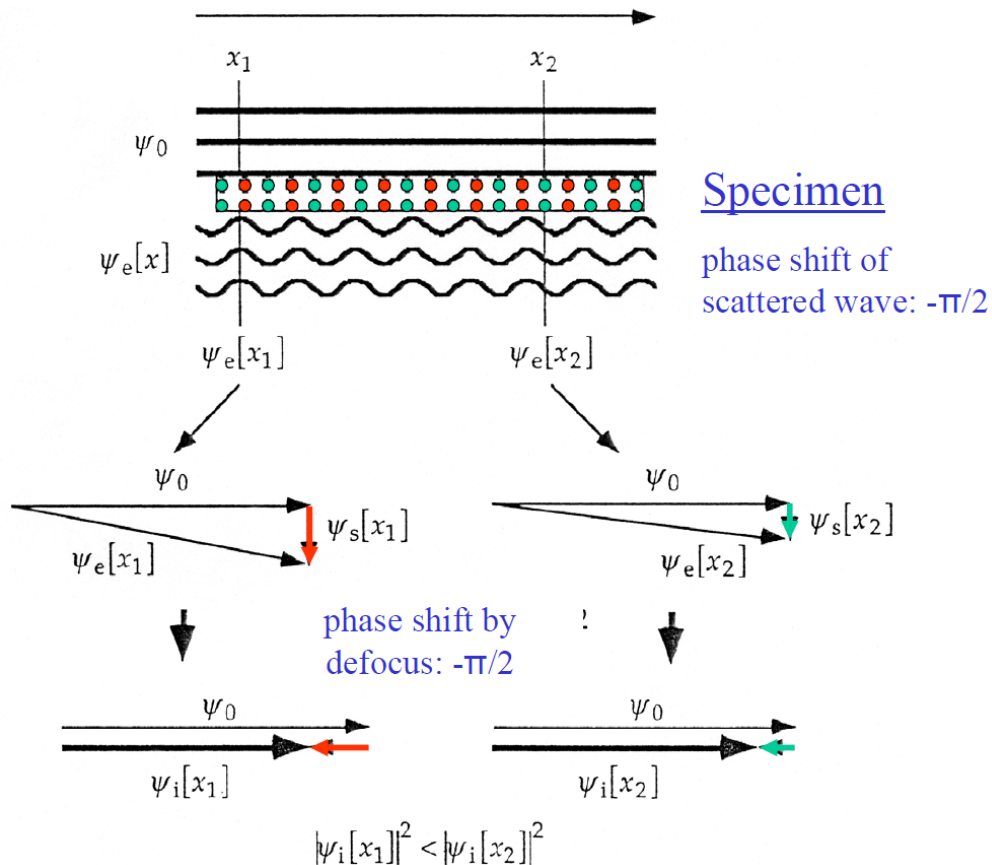 x₁ x₂
ψ₀
Specimen
ψₑ[x]
phase shift of
scattered wave: -π/2
ψₑ[x₁] ψₑ[x₂]
ψ₀ ψ₀
ψₛ[x₁] ψₛ[x₂]
ψₑ[x₁] ψₑ[x₂]
phase shift by
defocus: -π/2
ψ₀ ψ₀
ψᵢ[x₁] ψᵢ[x₂]
|ψᵢ[x₁]|² < |ψᵢ[x₂]|²